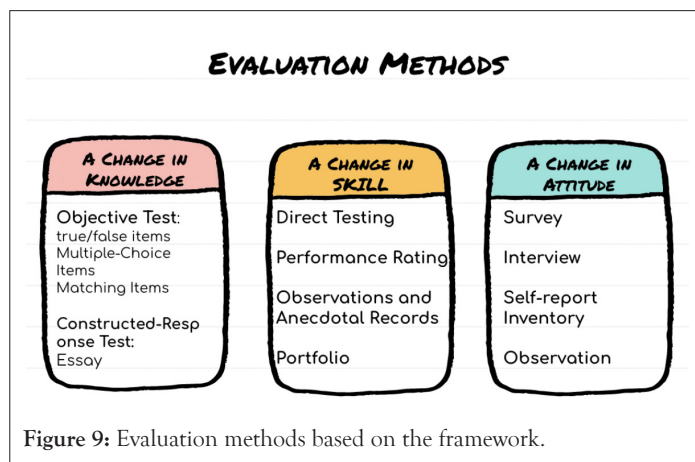 EVALUATION METHODS
A CHANGE IN
KNOWLEDGE
Objective Test:
true/false items
Multiple-Choice
Items
Matching Items
Constructed-Resp
onse Test:
Essay
A CHANGE IN
SKILL
Direct Testing
Performance Rating
Observations and
Anecdotal Records
Portfolio
A CHANGE IN
ATTITUDE
Survey
Interview
Self-report
Inventory
Observation
Figure 9: Evaluation methods based on the framework.